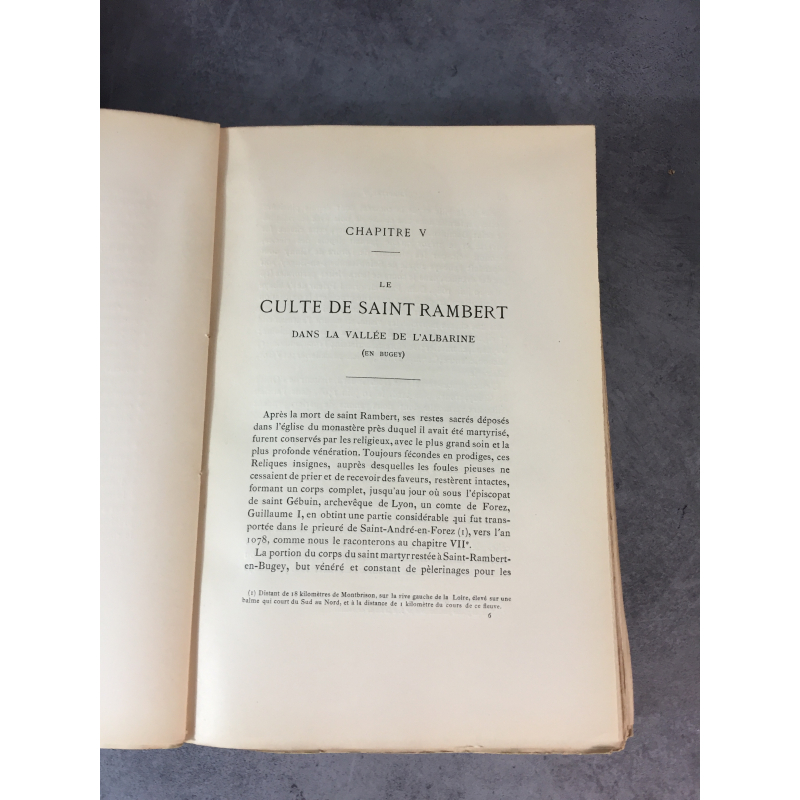 CHAPITRE V
LE
CULTE DE SAINT RAMBERT
DANS LA VALLÉE DE L'ALBARINE
(EN BUGEY)
Après la mort de saint Rambert, ses restes sacrés déposés
dans l'église du monastère près duquel il avait été martyrisé,
furent conservés par les religieux, avec le plus grand soin et la
plus profonde vénération. Toujours fécondes en prodiges, ces
Reliques insignes, auprès desquelles les foules pieuses ne
cessaient de prier et de recevoir des faveurs, restèrent intactes,
formant un corps complet, jusqu'au jour où sous l'épiscopat
de saint Gébuin, archevêque de Lyon, un comte de Forez,
Guillaume I, en obtint une partie considérable qui fut trans-
portée dans le prieuré de Saint-André-en-Forez (1), vers l'an
1078, comme nous le raconterons au chapitre VIIe.
La portion du corps du saint martyr restée à Saint-Rambert-
en-Bugey, but vénéré et constant de pèlerinages pour les
(1) Distant de 18 kilomètres de Montbrison, sur la rive gauche de la Loire, élevé sur une
balme qui court du Sud au Nord, et à la distance de 1 kilomètre du cours de ce fleuve.
6